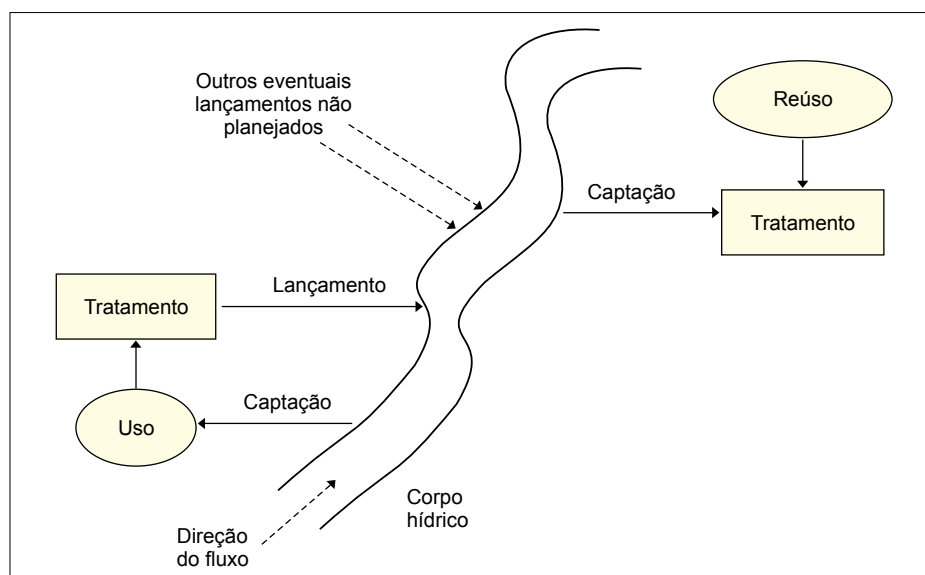 Outros eventuais
lançamentos não
planejados
Reúso
Captação
Tratamento
Tratamento
Lançamento
Captação
Uso
Corpo
hídrico
Direção
do fluxo